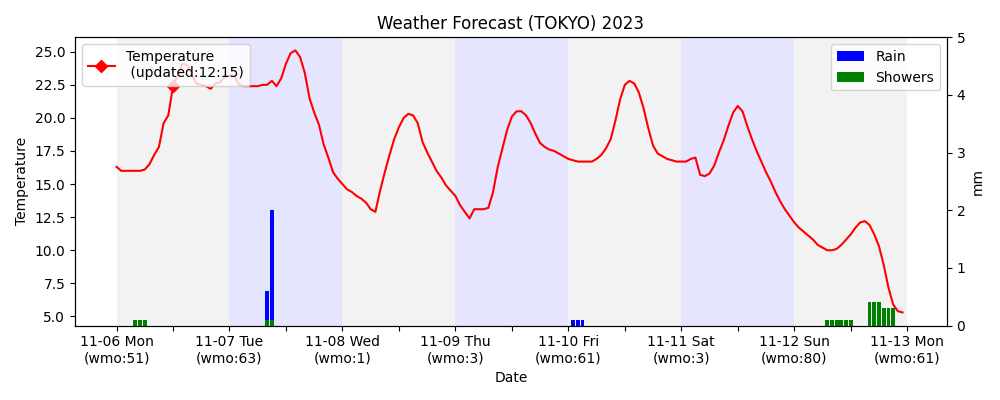 Weather Forecast (TOKYO) 2023
Temperature
(updated:12:15)
Rain
Showers
25.0
22.5
20.0
17.5
15.0
12.5
10.0
7.5
5.0
Temperature
5
4
3
2
1
0
mm
11-06 Mon 11-07 Tue 11-08 Wed 11-09 Thu 11-10 Fri 11-11 Sat 11-12 Sun 11-13 Mon
(wmo:51) (wmo:63) (wmo:1) (wmo:3) (wmo:61) (wmo:3) (wmo:80) (wmo:61)
Date